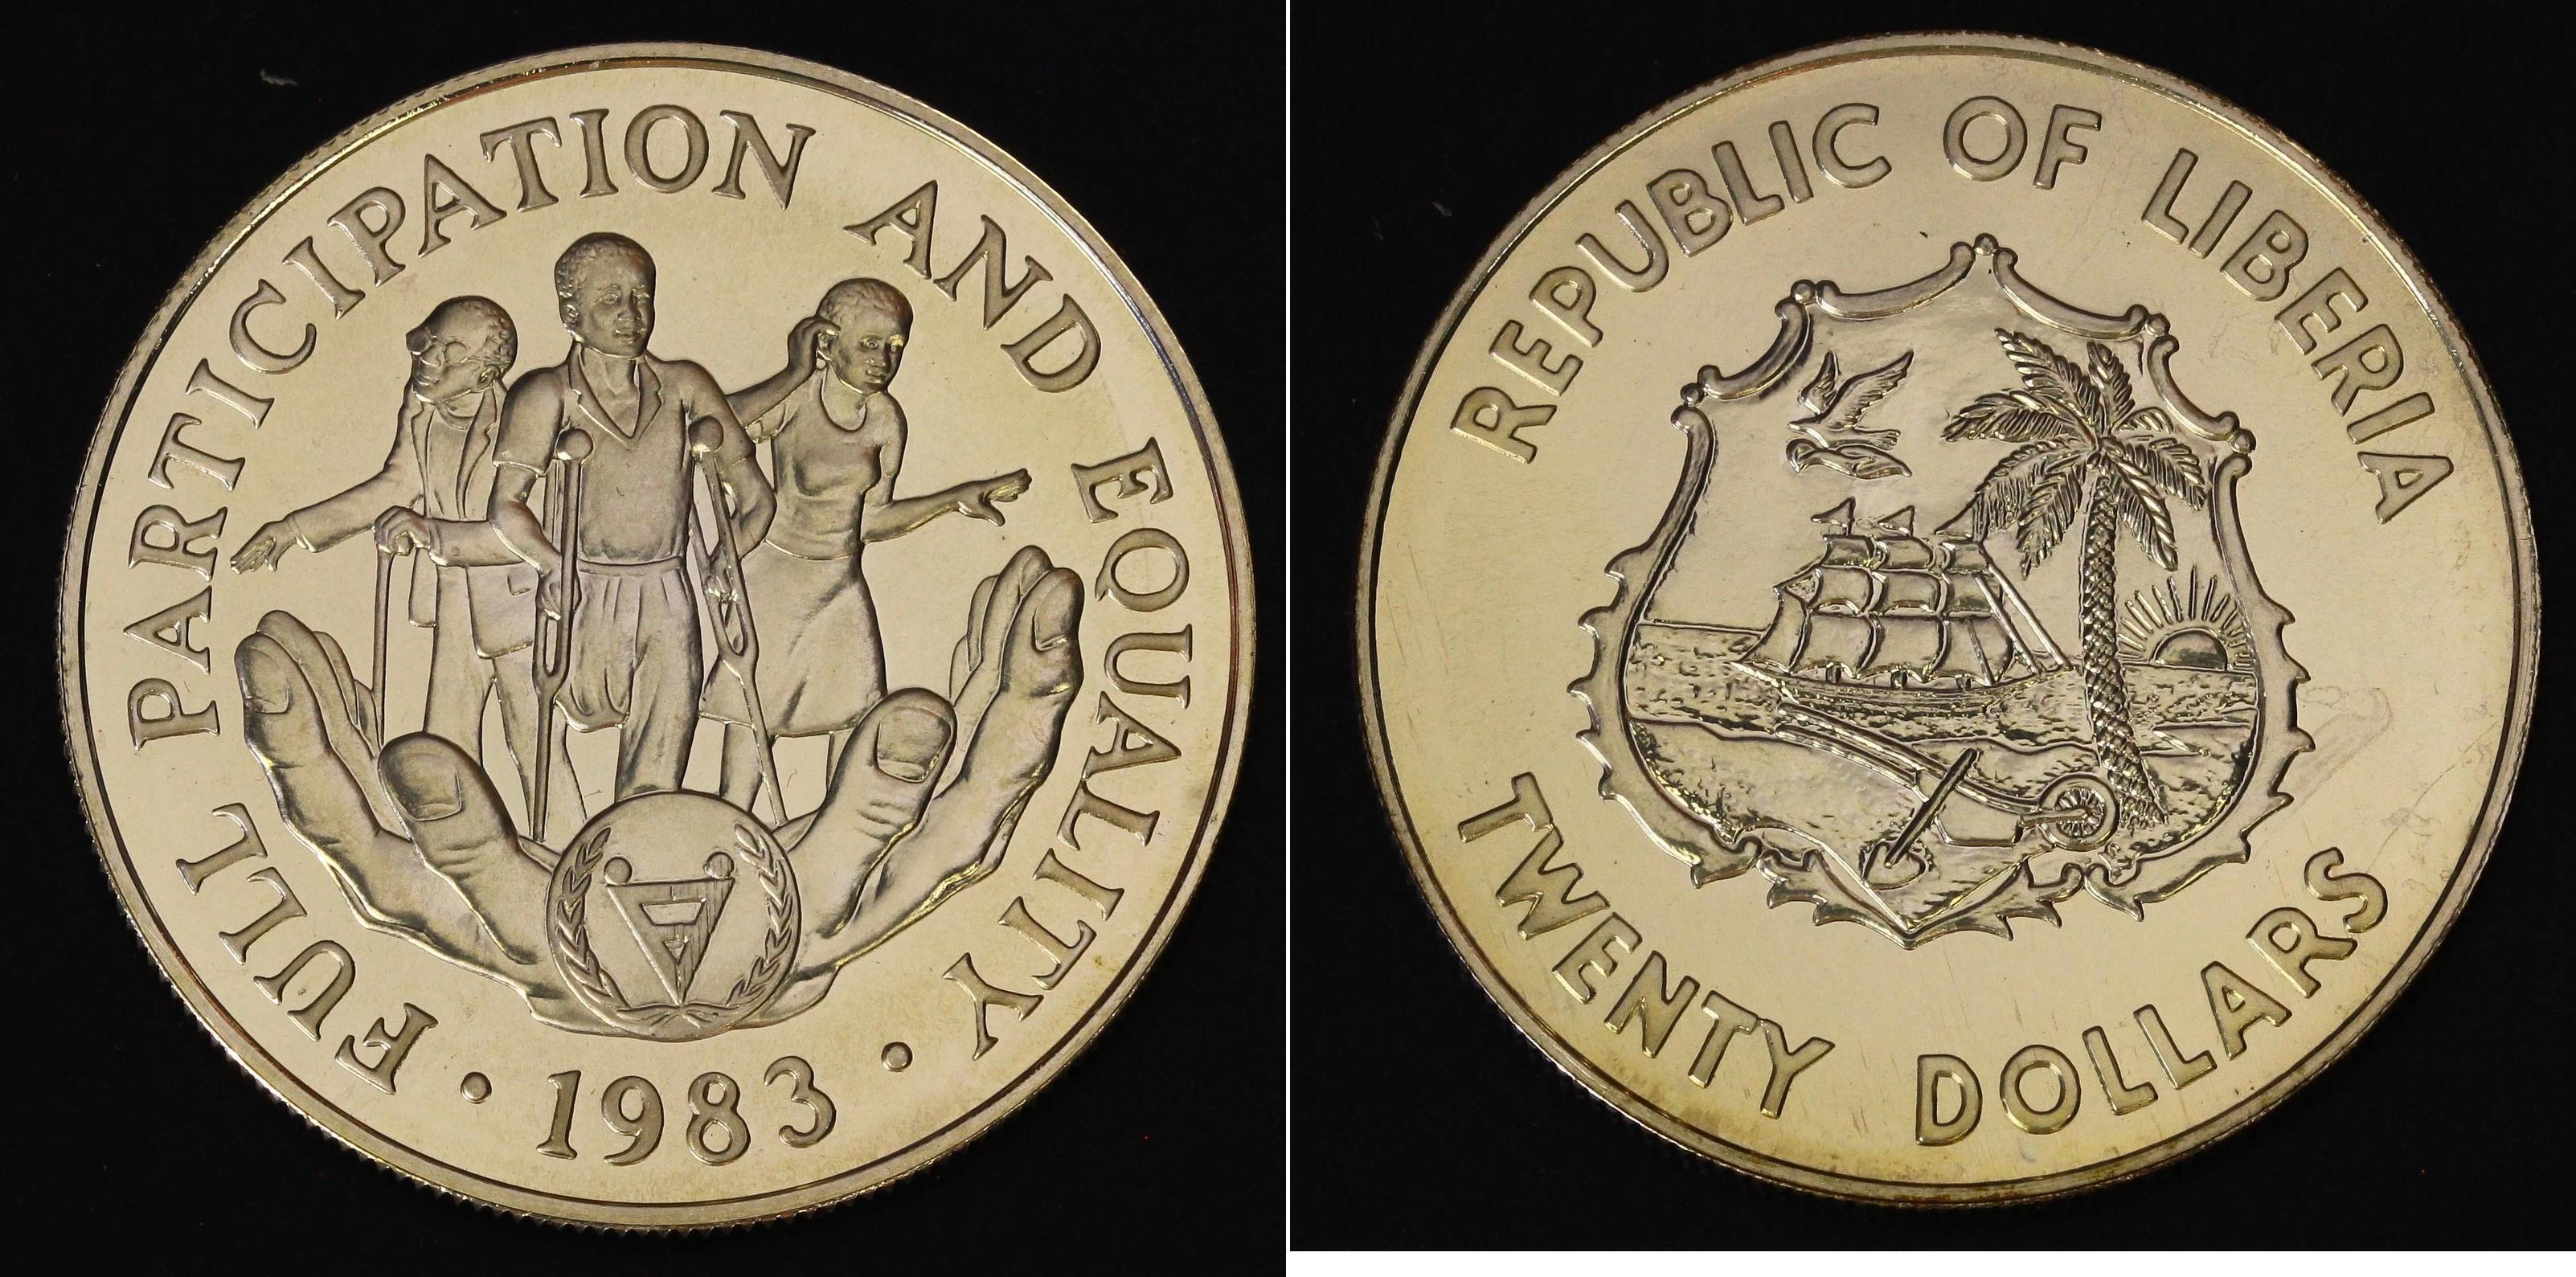 FULL PARTICIPATION AND EQUALITY
• 1983 •
REPUBLIC OF LIBERIA
TWENTY DOLLARS